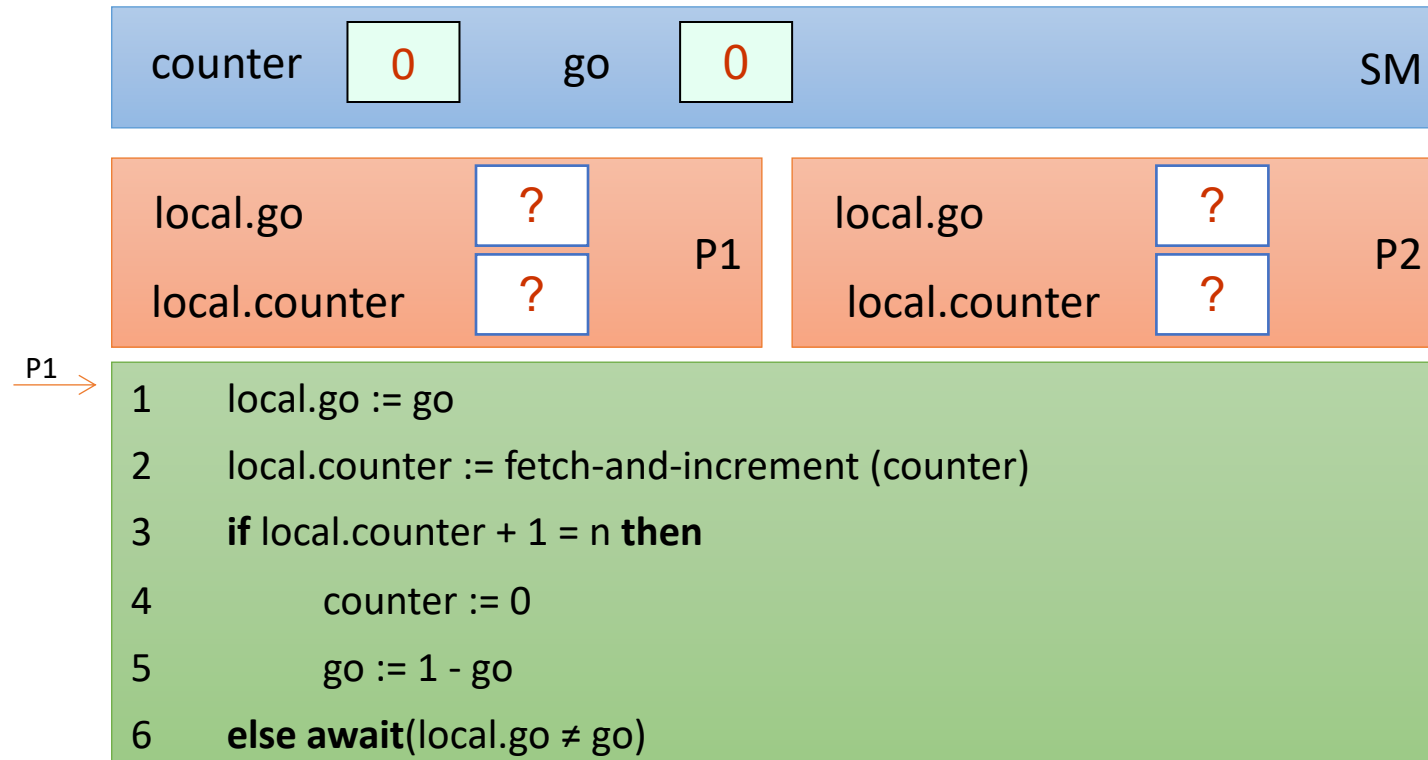 counter 0 go 0 SM
local.go ? P1 local.go ? P2
local.counter ? local.counter ?
P1
1 local.go := go
2 local.counter := fetch-and-increment (counter)
3 if local.counter + 1 = n then
4 counter := 0
5 go := 1 - go
6 else await(local.go ≠ go)